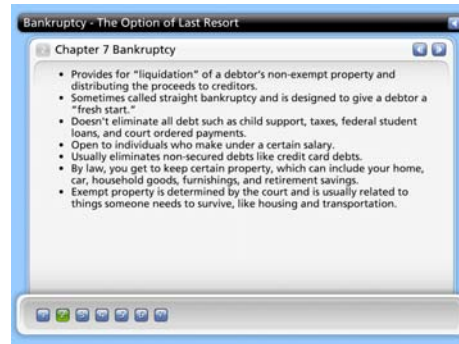 Bankruptcy - The Option of Last Resort
Chapter 7 Bankruptcy
• Provides for “liquidation” of a debtor's non-exempt property and
distributing the proceeds to creditors.
• Sometimes called straight bankruptcy and is designed to give a debtor a
“fresh start.”
• Doesn't eliminate all debt such as child support, taxes, federal student
loans, and court ordered payments.
• Open to individuals who make under a certain salary.
• Usually eliminates non-secured debts like credit card debts.
• By law, you get to keep certain property, which can include your home,
car, household goods, furnishings, and retirement savings.
• Exempt property is determined by the court and is usually related to
things someone needs to survive, like housing and transportation.